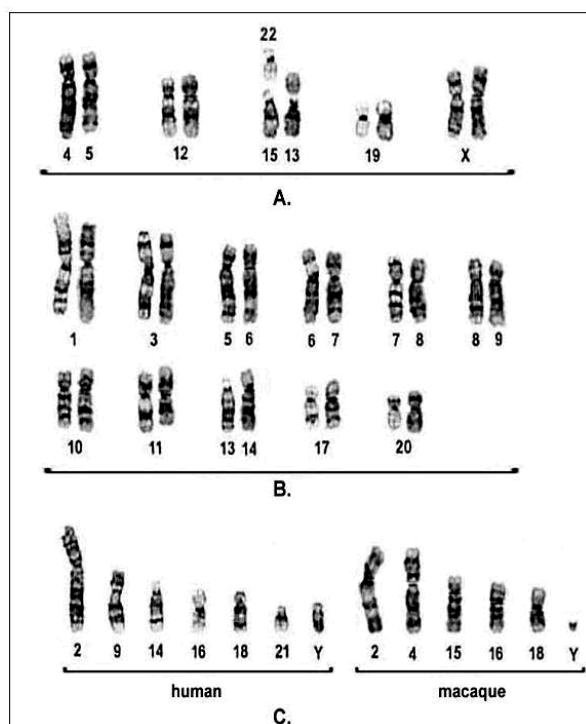 22
4 5 12 15 13 19 X
A.
1 3 5 6 6 7 7 8 8 9
10 11 13 14 17 20
B.
2 9 14 16 18 21 Y 2 4 15 16 18 Y
human macaque
C.